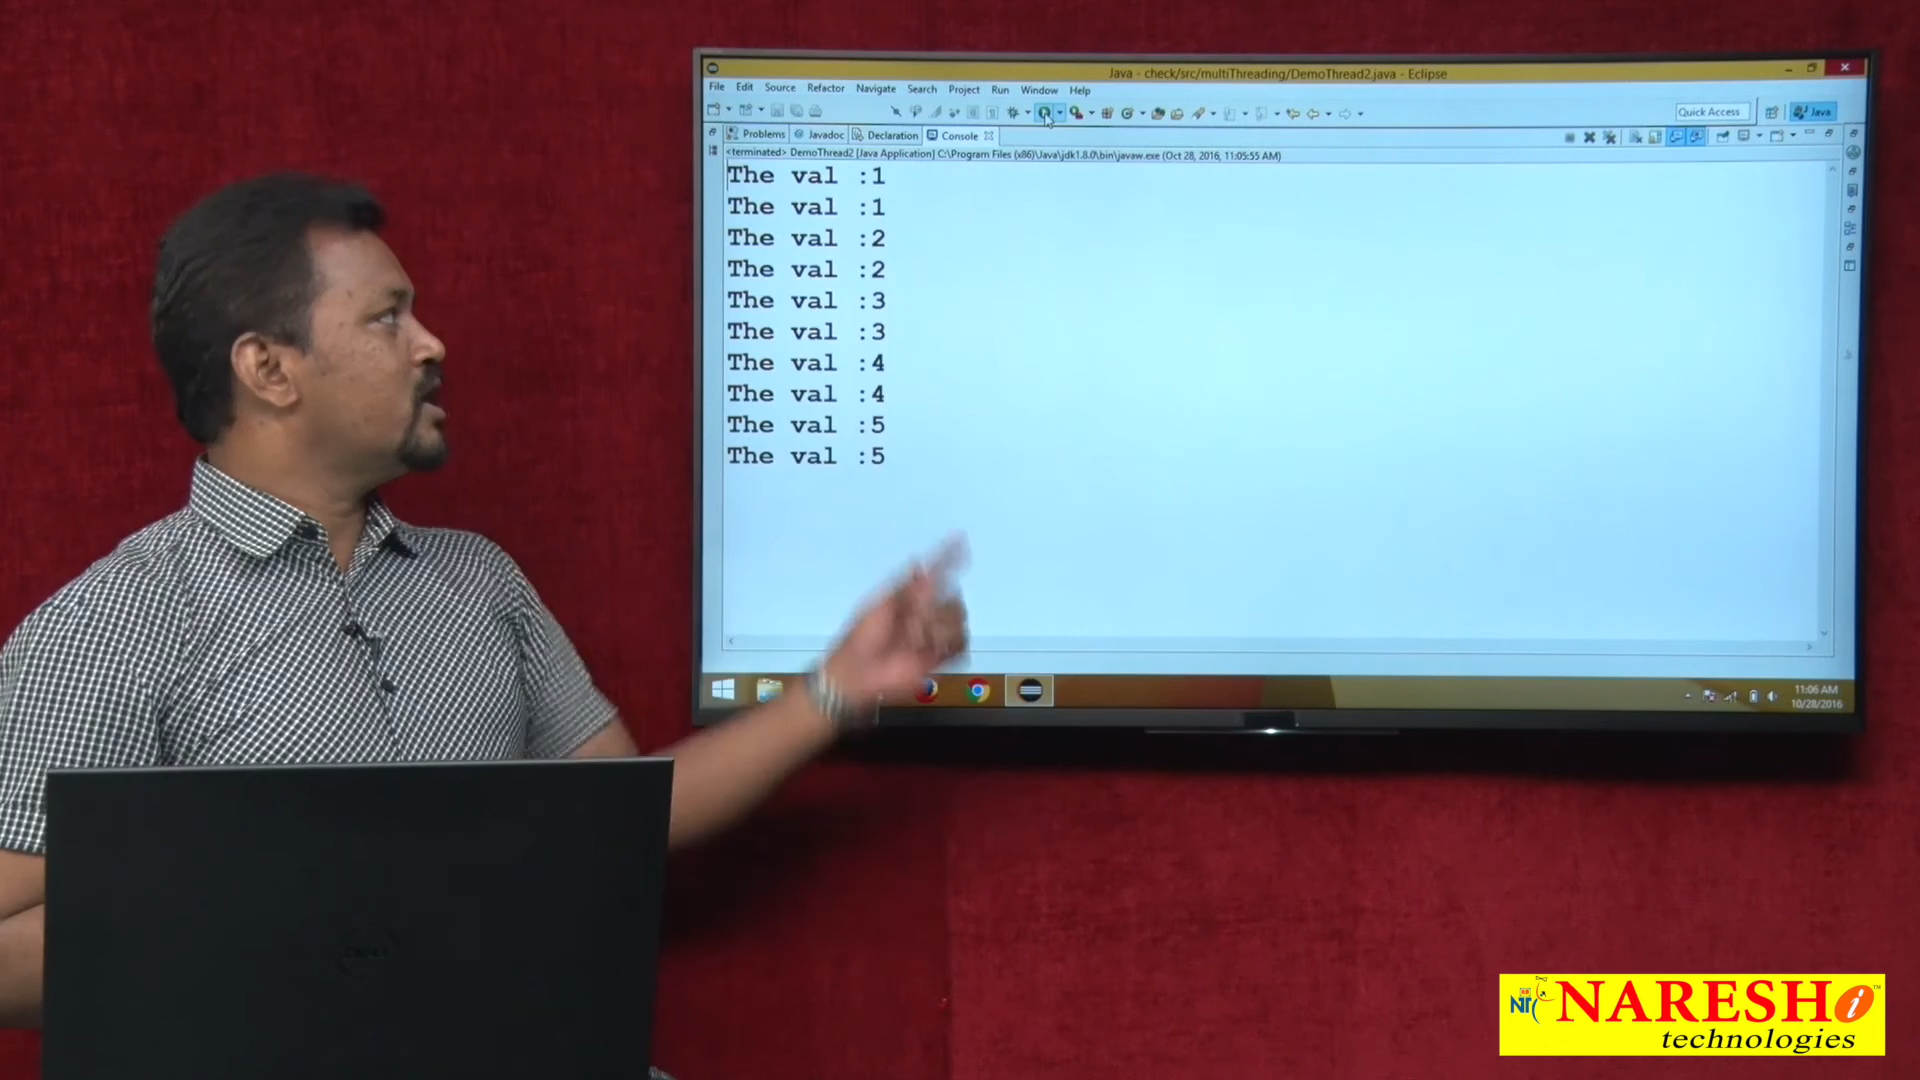 Java - check/src/multiThreading/DemoThread2.java - Eclipse
File Edit Source Refactor Navigate Search Project Run Window Help
Quick Access
Java
Problems Javadoc Declaration Console
<terminated> DemoThread2 [Java Application] C:\Program Files (x86)\Java\jdk1.8.0\bin\javaw.exe (Oct 28, 2016, 11:05:55 AM)
The val :1
The val :1
The val :2
The val :2
The val :3
The val :3
The val :4
The val :4
The val :5
The val :5
11:06 AM
10/28/2016
DELL
NARESH i ™
technologies